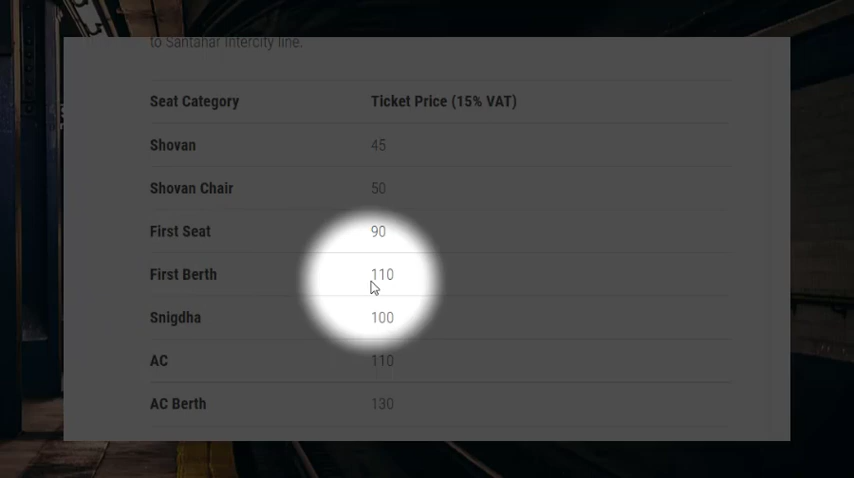 to Santahar Intercity line.
Seat Category Ticket Price (15% VAT)
Shovan 45
Shovan Chair 50
First Seat 90
First Berth 110
Snigdha 100
AC 110
AC Berth 130